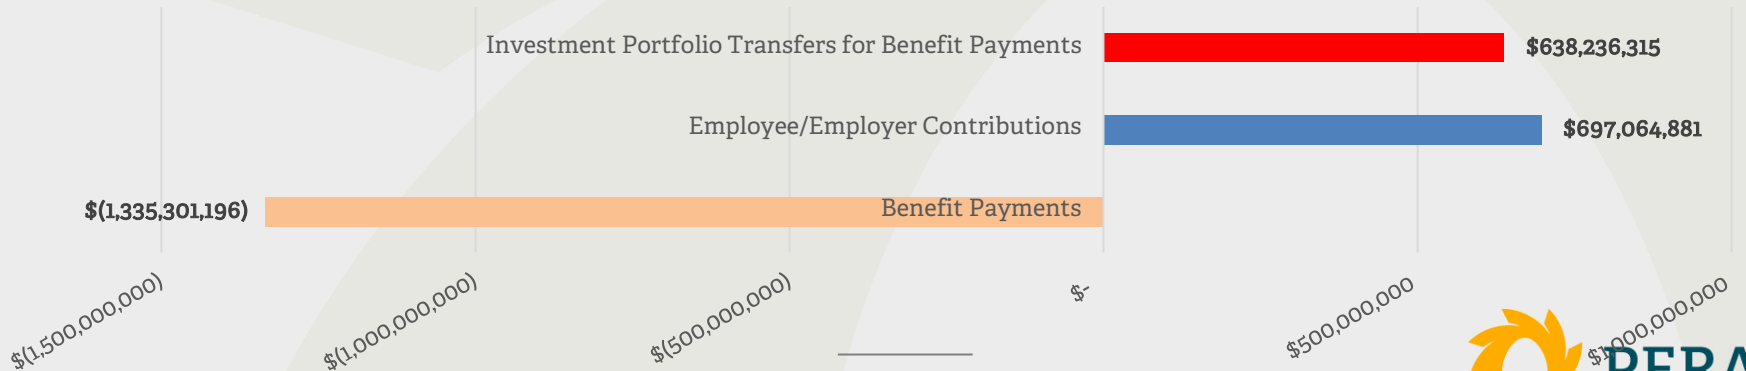 Investment Portfolio Transfers for Benefit Payments
$638,236,315
Employee/Employer Contributions
$697,064,881
$(1,335,301,196)
Benefit Payments
$(1,500,000,000)
$(1,000,000,000)
$(500,000,000)
$-
$500,000,000
$1,000,000,000
PERA